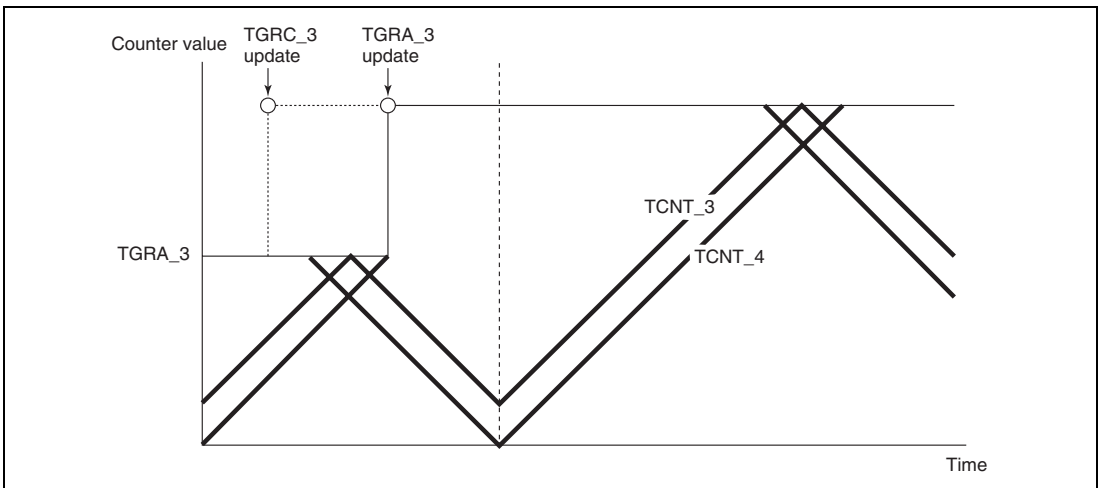 Counter value
TGRC_3
update
TGRA_3
update
TCNT_3
TGRA_3
TCNT_4
Time